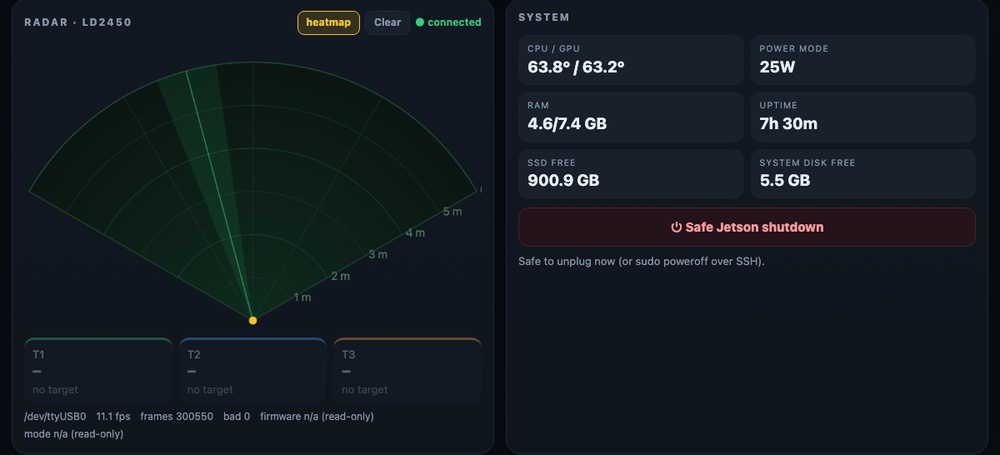 RADAR · LD2450
heatmap
Clear
connected
5 m
4 m
3 m
2 m
1 m
T1
–
no target
T2
–
no target
T3
–
no target
/dev/ttyUSB0 11.1 fps frames 300550 bad 0 firmware n/a (read-only)
mode n/a (read-only)
SYSTEM
CPU / GPU
63.8° / 63.2°
POWER MODE
25W
RAM
4.6/7.4 GB
UPTIME
7h 30m
SSD FREE
900.9 GB
SYSTEM DISK FREE
5.5 GB
Safe Jetson shutdown
Safe to unplug now (or sudo poweroff over SSH).